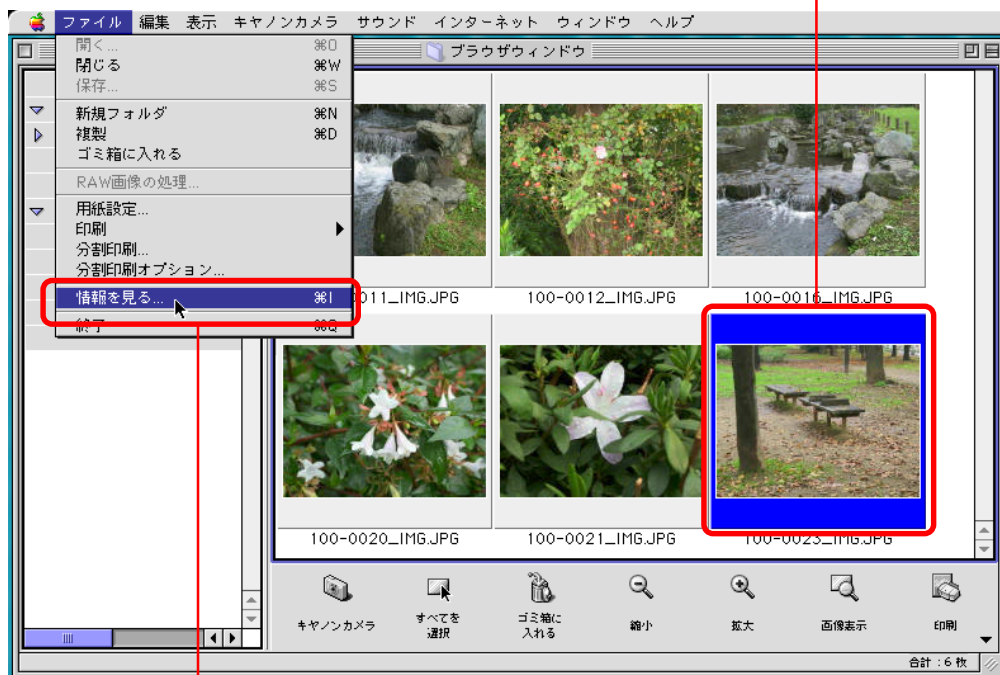 ファイル 編集 表示 キヤノンカメラ サウンド インターネット ウィンドウ ヘルプ
ブラウザウィンドウ
開く... ⌘O
閉じる ⌘W
保存... ⌘S
新規フォルダ ⌘N
複製 ⌘D
ゴミ箱に入れる
RAW画像の処理...
用紙設定...
印刷
分割印刷...
分割印刷オプション...
情報を見る... ⌘I
終了 ⌘Q
0011_IMG.JPG 100-0012_IMG.JPG 100-0016_IMG.JPG
100-0020_IMG.JPG 100-0021_IMG.JPG 100-0023_IMG.JPG
キヤノンカメラ
すべてを
選択
ゴミ箱に
入れる
縮小
拡大
画像表示
印刷
合計 : 6 枚